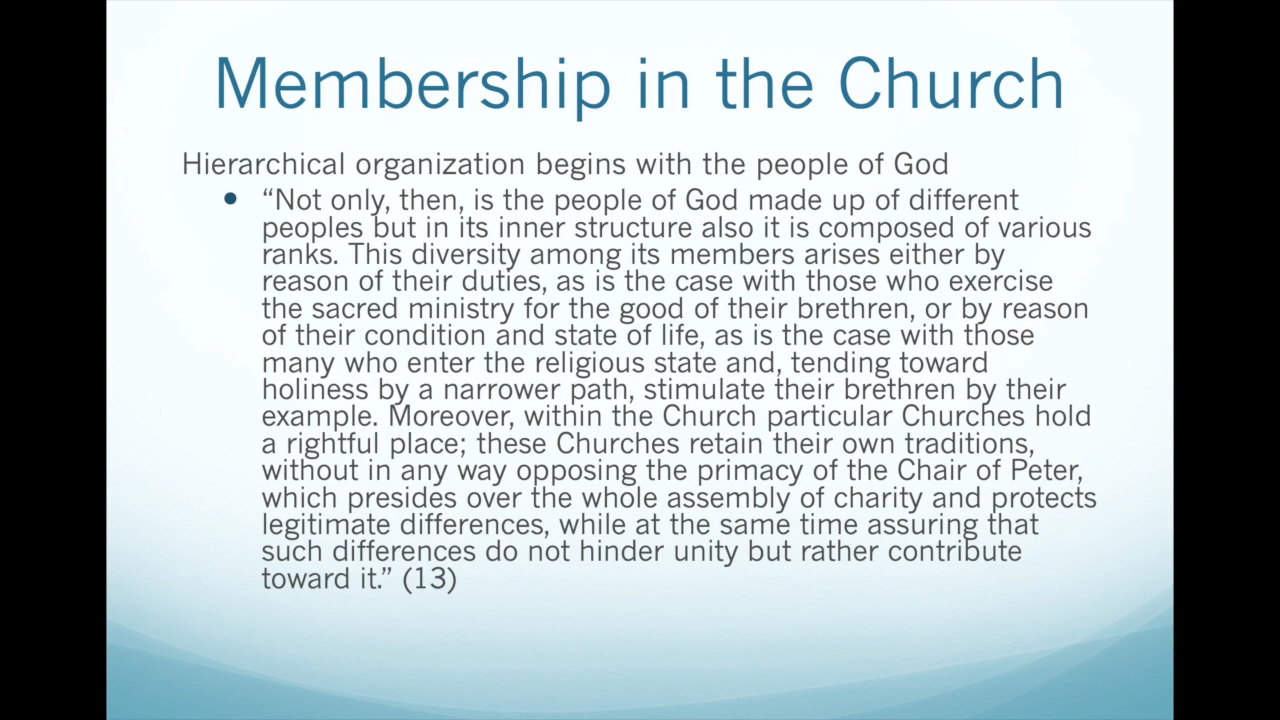 Membership in the Church
Hierarchical organization begins with the people of God
• “Not only, then, is the people of God made up of different
peoples but in its inner structure also it is composed of various
ranks. This diversity among its members arises either by
reason of their duties, as is the case with those who exercise
the sacred ministry for the good of their brethren, or by reason
of their condition and state of life, as is the case with those
many who enter the religious state and, tending toward
holiness by a narrower path, stimulate their brethren by their
example. Moreover, within the Church particular Churches hold
a rightful place; these Churches retain their own traditions,
without in any way opposing the primacy of the Chair of Peter,
which presides over the whole assembly of charity and protects
legitimate differences, while at the same time assuring that
such differences do not hinder unity but rather contribute
toward it.” (13)